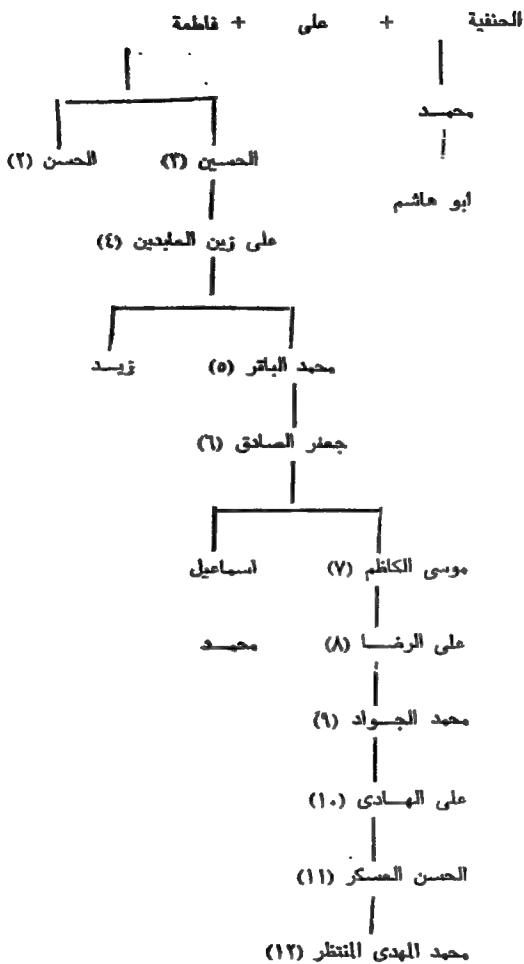 الحنفية + على + فاطمة
محمد
الحسين (٣) الحسن (٢)
ابو هاشم
على زين العابدين (٤)
محمد الباقر (٥) زيد
جعفر الصادق (٦)
موسى الكاظم (٧) اسماعيل
على الرضا (٨) محمد
محمد الجواد (٩)
على الهادى (١٠)
الحسن العسكر (١١)
محمد المهدى المنتظر (١٢)